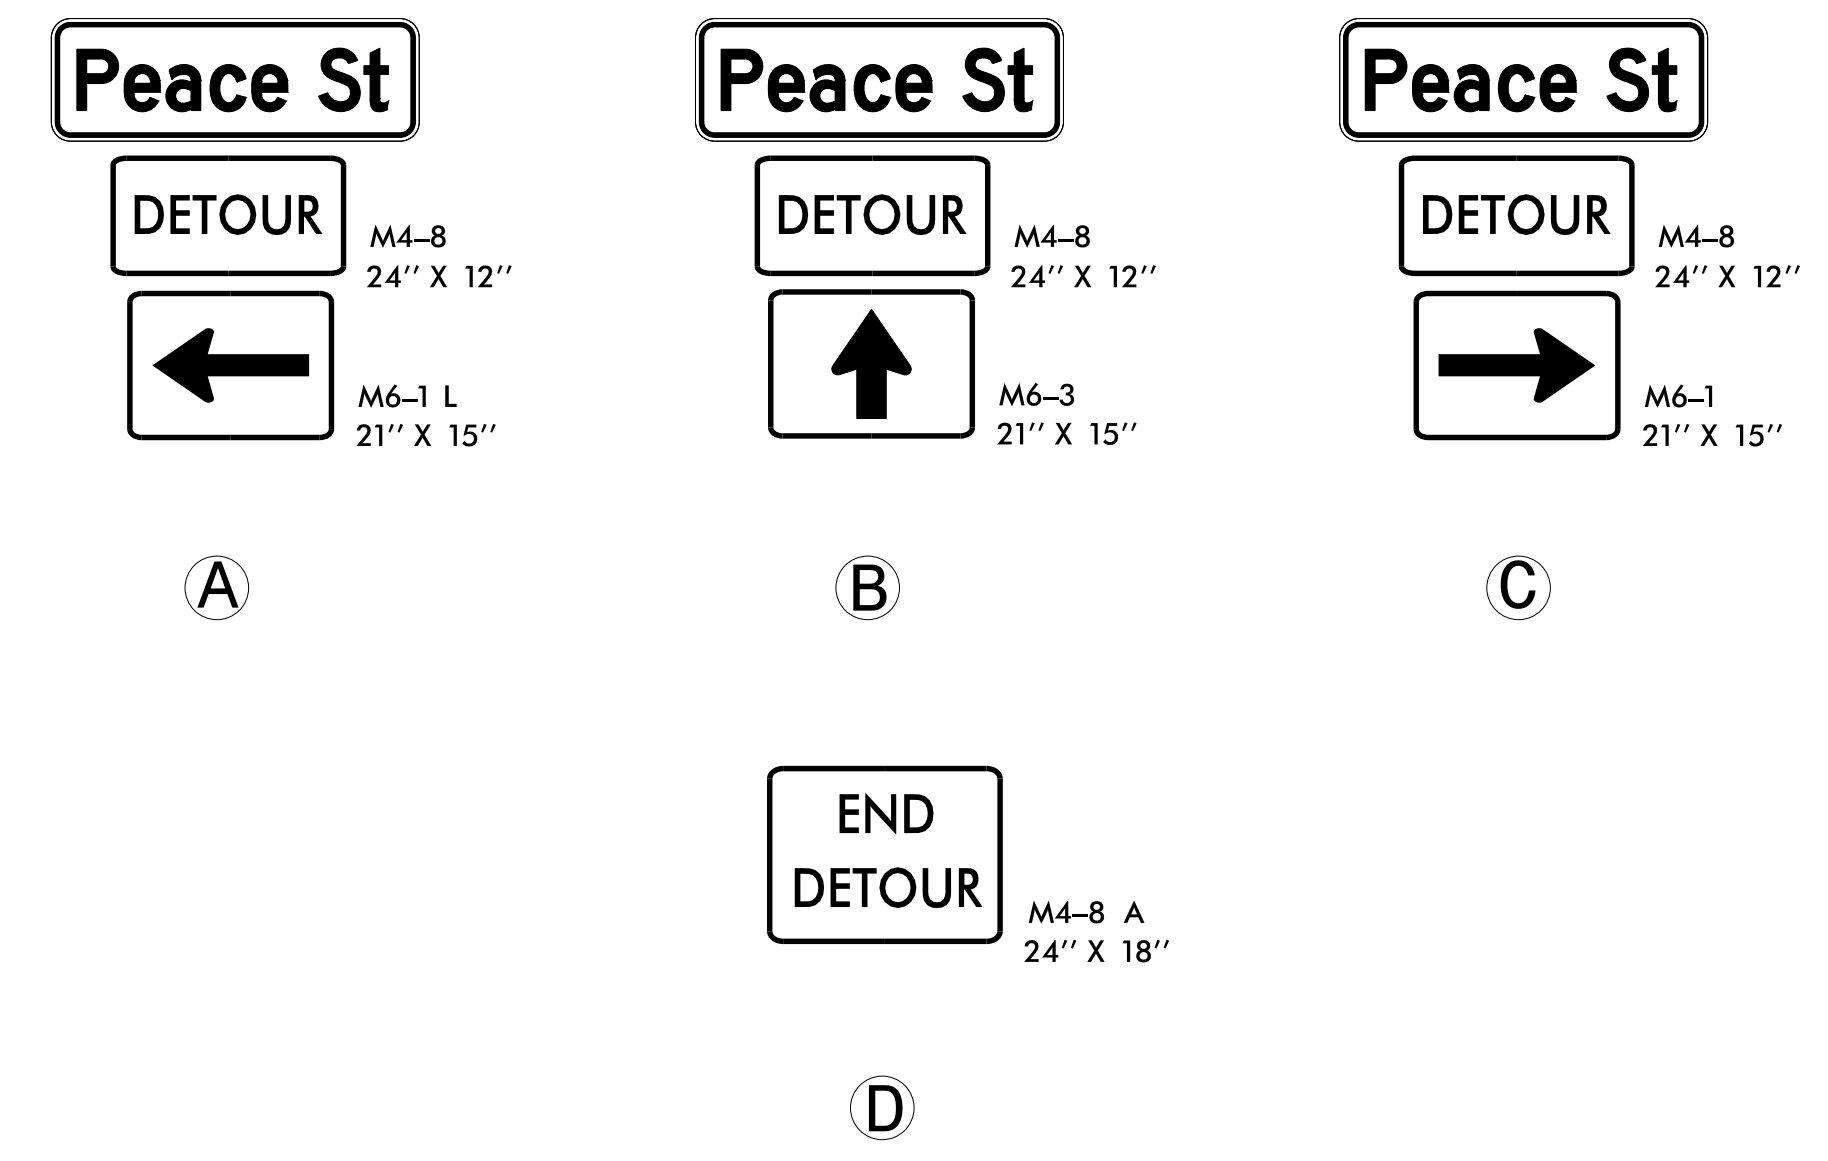 Peace St
DETOUR
M4–8
24'' X 12''
M6–1 L
21'' X 15''
A
Peace St
DETOUR
M4–8
24'' X 12''
M6–3
21'' X 15''
B
Peace St
DETOUR
M4–8
24'' X 12''
M6–1
21'' X 15''
C
END
DETOUR
M4–8 A
24'' X 18''
D